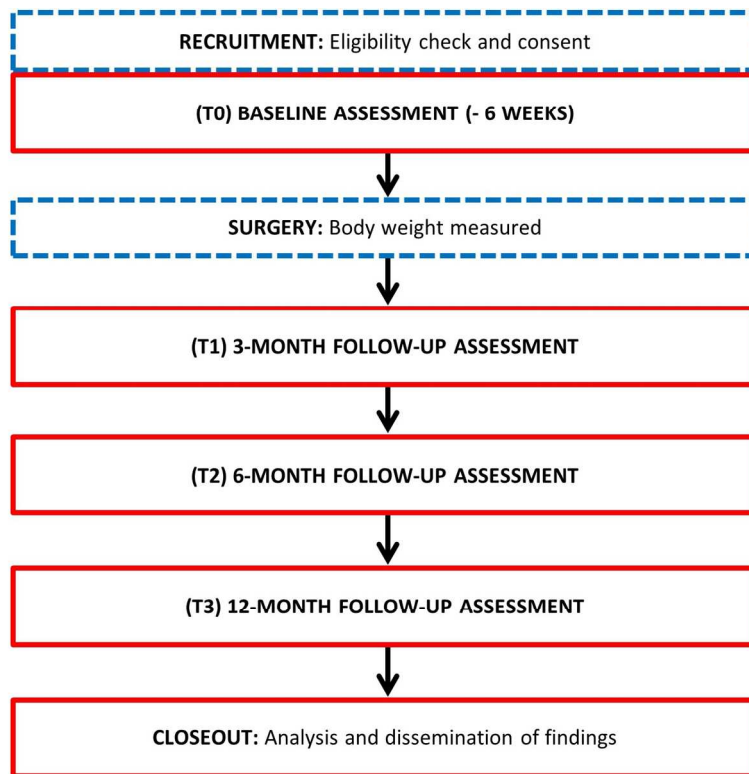 RECRUITMENT: Eligibility check and consent
(T0) BASELINE ASSESSMENT (- 6 WEEKS)
SURGERY: Body weight measured
(T1) 3-MONTH FOLLOW-UP ASSESSMENT
(T2) 6-MONTH FOLLOW-UP ASSESSMENT
(T3) 12-MONTH FOLLOW-UP ASSESSMENT
CLOSEOUT: Analysis and dissemination of findings